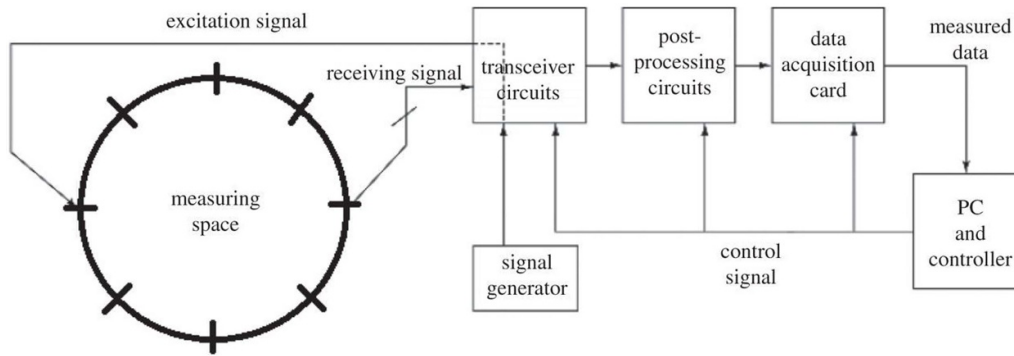 excitation signal
receiving signal
measuring
space
transceiver
circuits
post-
processing
circuits
data
acquisition
card
measured
data
signal
generator
control
signal
PC
and
controller